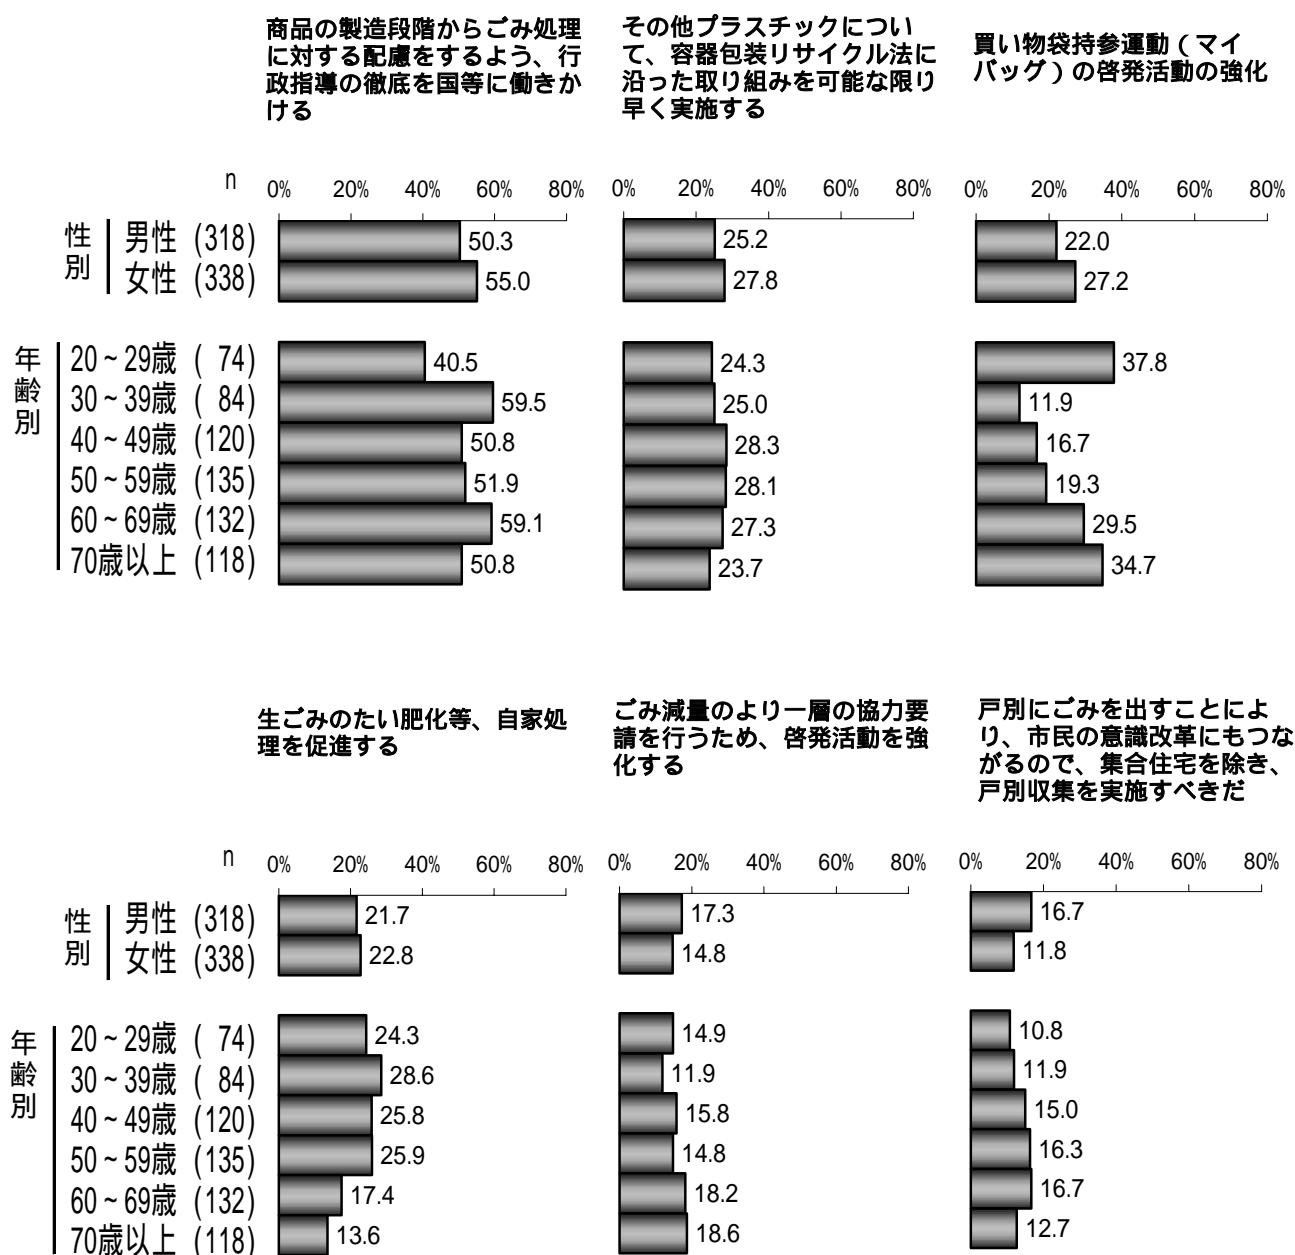 商品の製造段階からごみ処理
に対する配慮をするよう、行
政指導の徹底を国等に働きか
ける
その他プラスチックについ
て、容器包装リサイクル法に
沿った取り組みを可能な限り
早く実施する
買い物袋持参運動（マイ
バッグ）の啓発活動の強化
n 0% 20% 40% 60% 80% 0% 20% 40% 60% 80% 0% 20% 40% 60% 80%
性別
男性 (318) 50.3 25.2 22.0
女性 (338) 55.0 27.8 27.2
年齢別
20～29歳 ( 74) 40.5 24.3 37.8
30～39歳 ( 84) 59.5 25.0 11.9
40～49歳 (120) 50.8 28.3 16.7
50～59歳 (135) 51.9 28.1 19.3
60～69歳 (132) 59.1 27.3 29.5
70歳以上 (118) 50.8 23.7 34.7
生ごみのたい肥化等、自家処
理を促進する
ごみ減量のより一層の協力要
請を行うため、啓発活動を強
化する
戸別にごみを出すことによ
り、市民の意識改革にもつな
がるので、集合住宅を除き、
戸別収集を実施すべきだ
n 0% 20% 40% 60% 80% 0% 20% 40% 60% 80% 0% 20% 40% 60% 80%
性別
男性 (318) 21.7 17.3 16.7
女性 (338) 22.8 14.8 11.8
年齢別
20～29歳 ( 74) 24.3 14.9 10.8
30～39歳 ( 84) 28.6 11.9 11.9
40～49歳 (120) 25.8 15.8 15.0
50～59歳 (135) 25.9 14.8 16.3
60～69歳 (132) 17.4 18.2 16.7
70歳以上 (118) 13.6 18.6 12.7